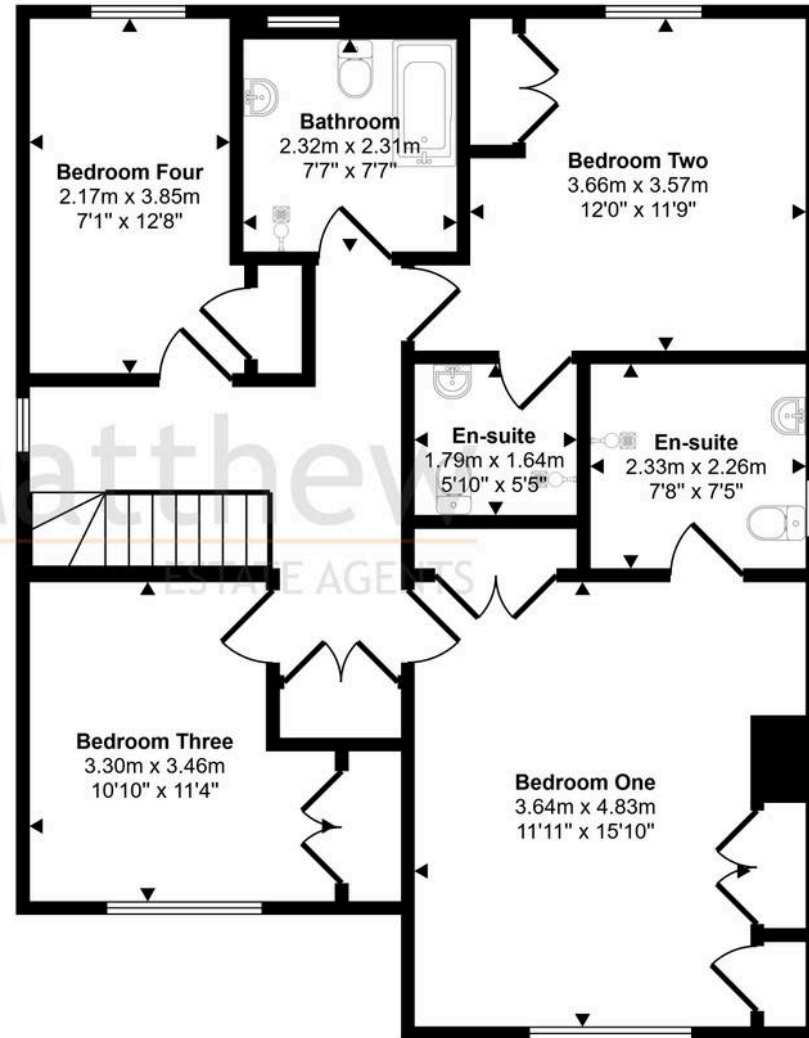 Bedroom Four
2.17m x 3.85m
7'1" x 12'8"
Bathroom
2.32m x 2.31m
7'7" x 7'7"
Bedroom Two
3.66m x 3.57m
12'0" x 11'9"
En-suite
1.79m x 1.64m
5'10" x 5'5"
En-suite
2.33m x 2.26m
7'8" x 7'5"
Matthew
ESTATE AGENTS
Bedroom Three
3.30m x 3.46m
10'10" x 11'4"
Bedroom One
3.64m x 4.83m
11'11" x 15'10"